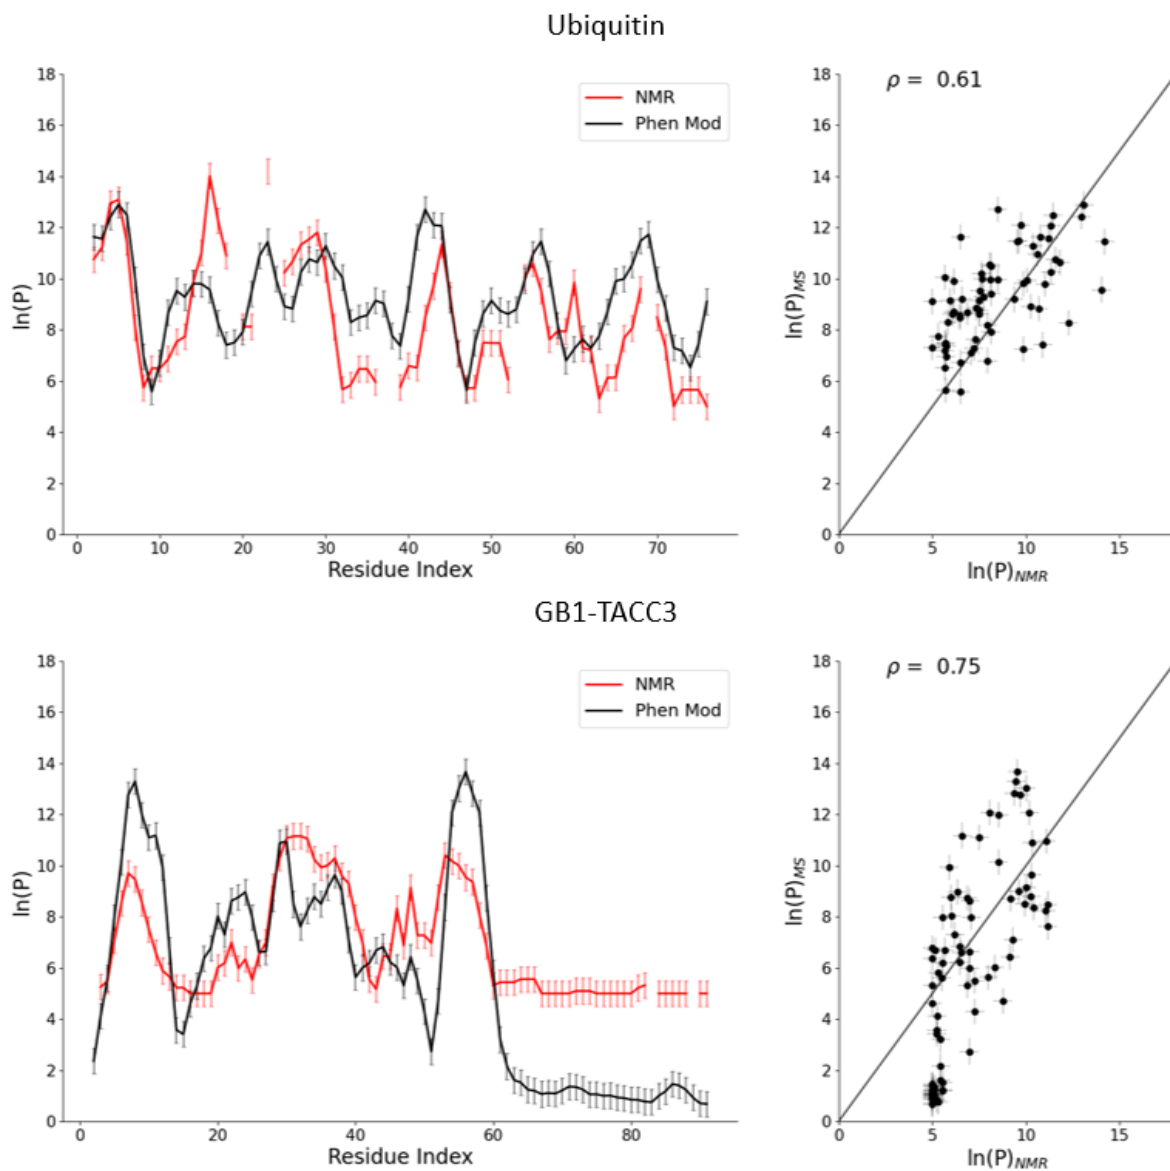 Ubiquitin
18
16
14
12
10
8
6
4
2
0
ln(P)
NMR
Phen Mod
0 10 20 30 40 50 60 70
Residue Index
ρ = 0.61
18
16
14
12
10
8
6
4
2
0
ln(P)MS
0 5 10 15
ln(P)NMR
GB1-TACC3
18
16
14
12
10
8
6
4
2
0
ln(P)
NMR
Phen Mod
0 20 40 60 80
Residue Index
ρ = 0.75
18
16
14
12
10
8
6
4
2
0
ln(P)MS
0 5 10 15
ln(P)NMR